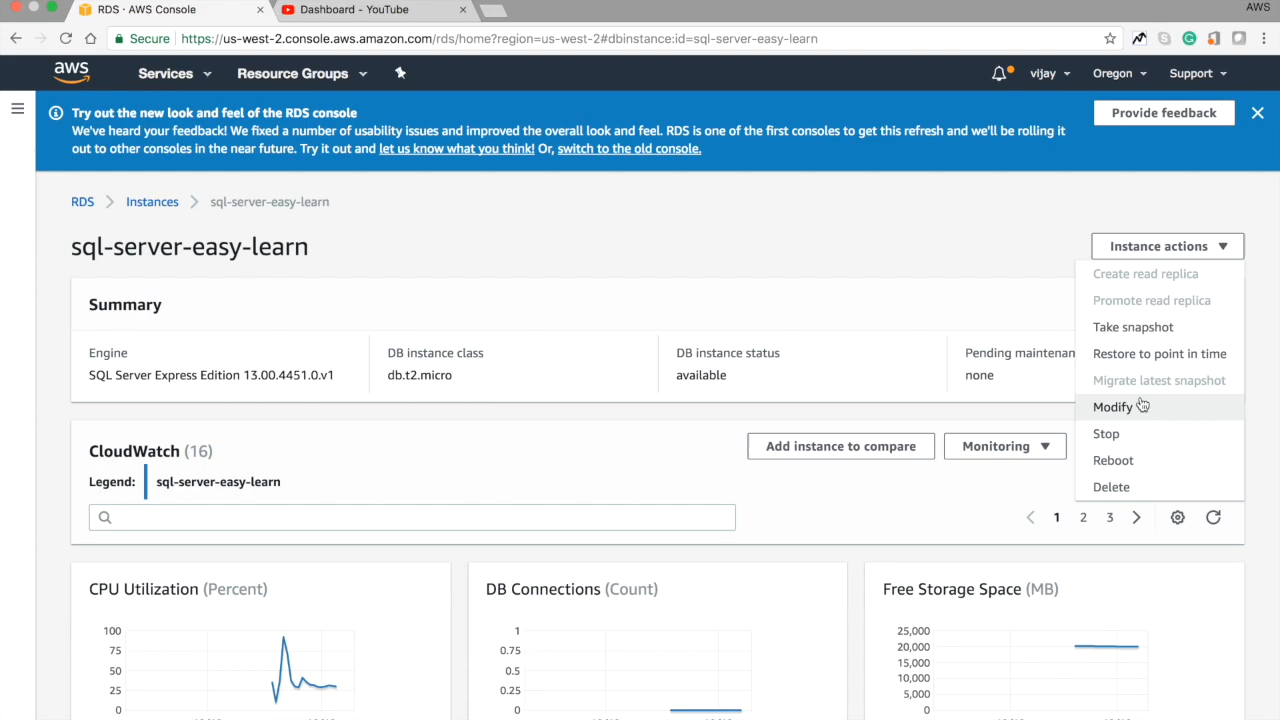 RDS · AWS Console
Dashboard - YouTube
AWS
Secure https://us-west-2.console.aws.amazon.com/rds/home?region=us-west-2#dbinstance:id=sql-server-easy-learn
aws Services Resource Groups vijay Oregon Support
Try out the new look and feel of the RDS console
We've heard your feedback! We fixed a number of usability issues and improved the overall look and feel. RDS is one of the first consoles to get this refresh and we'll be rolling it
out to other consoles in the near future. Try it out and let us know what you think! Or, switch to the old console.
Provide feedback
RDS Instances sql-server-easy-learn
sql-server-easy-learn
Instance actions
Create read replica
Promote read replica
Take snapshot
Restore to point in time
Migrate latest snapshot
Modify
Stop
Reboot
Delete
Summary
Engine
SQL Server Express Edition 13.00.4451.0.v1
DB instance class
db.t2.micro
DB instance status
available
Pending maintenan
none
CloudWatch (16)
Add instance to compare
Monitoring
Legend: sql-server-easy-learn
1 2 3
CPU Utilization (Percent)
100
75
50
25
0
DB Connections (Count)
1
0.75
0.5
0.25
0
Free Storage Space (MB)
25,000
20,000
15,000
10,000
5,000
0